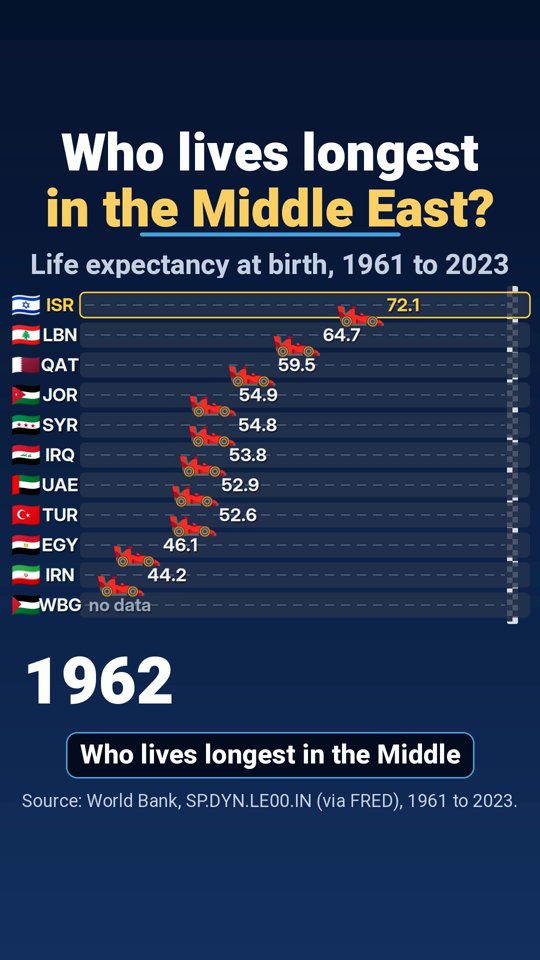 Who lives longest
in the Middle East?
Life expectancy at birth, 1961 to 2023
ISR 72.1
LBN 64.7
QAT 59.5
JOR 54.9
SYR 54.8
IRQ 53.8
UAE 52.9
TUR 52.6
EGY 46.1
IRN 44.2
WBG no data
1962
Who lives longest in the Middle
Source: World Bank, SP.DYN.LE00.IN (via FRED), 1961 to 2023.